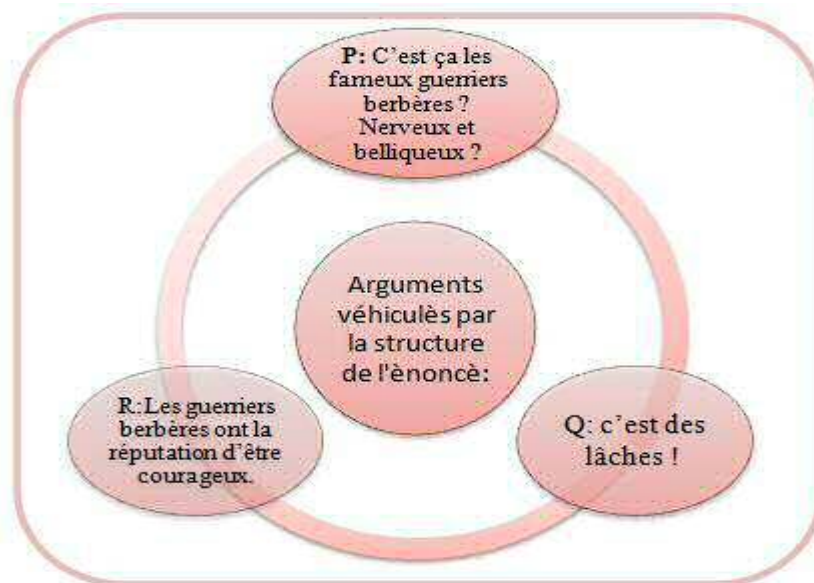 P: C’est ça les
fameux guerriers
berbères ?
Nerveux et
belliqueux ?
Arguments
véhiculès par
la structure
de l'ènoncè:
R:Les guerriers
berbères ont la
réputation d’être
courageux.
Q: c’est des
lâches !